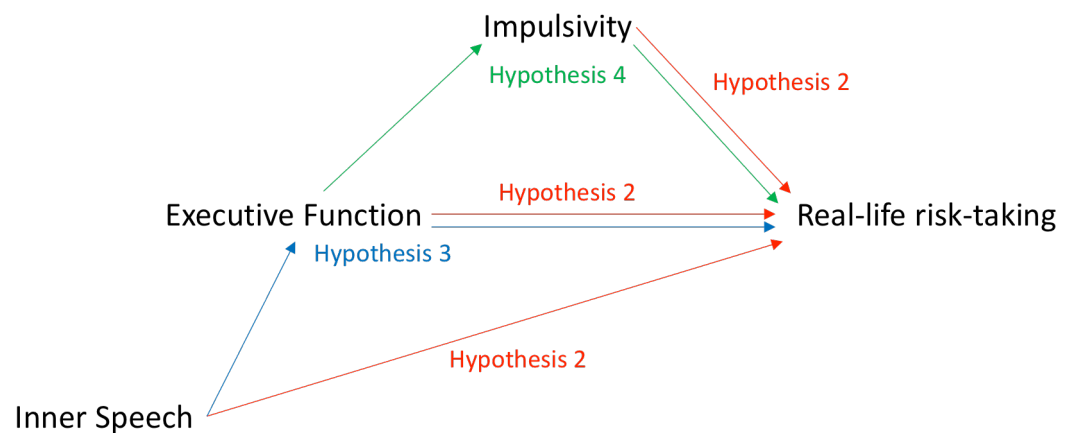 Impulsivity
Hypothesis 4
Hypothesis 2
Hypothesis 2
Executive Function
Real-life risk-taking
Hypothesis 3
Hypothesis 2
Inner Speech